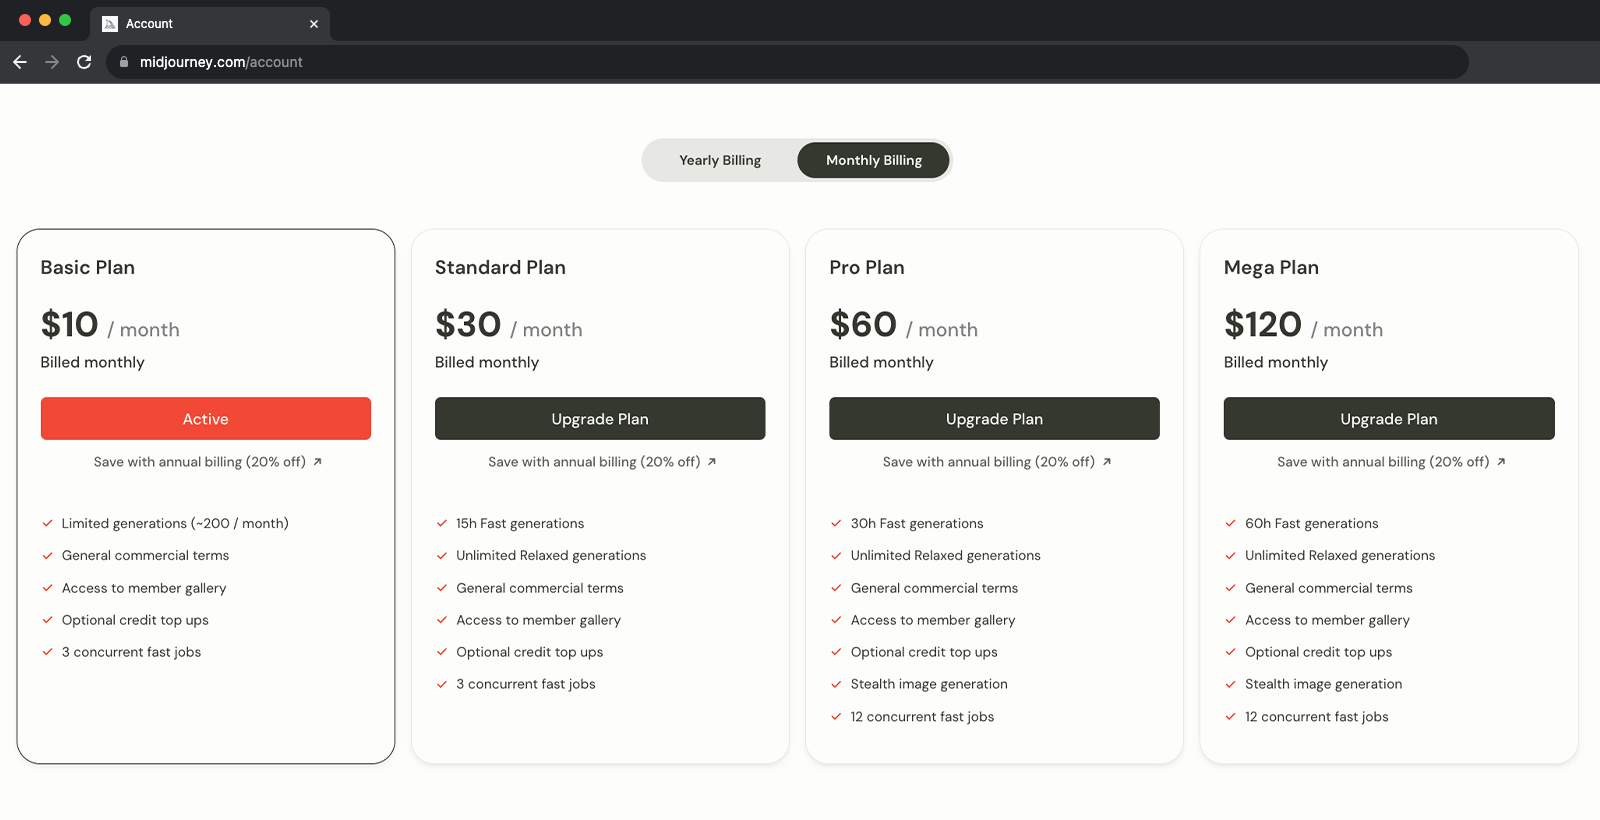 Account
midjourney.com/account
Yearly Billing
Monthly Billing
Basic Plan
$10 / month
Billed monthly
Active
Save with annual billing (20% off) ↗
Limited generations (~200 / month)
General commercial terms
Access to member gallery
Optional credit top ups
3 concurrent fast jobs
Standard Plan
$30 / month
Billed monthly
Upgrade Plan
Save with annual billing (20% off) ↗
15h Fast generations
Unlimited Relaxed generations
General commercial terms
Access to member gallery
Optional credit top ups
3 concurrent fast jobs
Pro Plan
$60 / month
Billed monthly
Upgrade Plan
Save with annual billing (20% off) ↗
30h Fast generations
Unlimited Relaxed generations
General commercial terms
Access to member gallery
Optional credit top ups
Stealth image generation
12 concurrent fast jobs
Mega Plan
$120 / month
Billed monthly
Upgrade Plan
Save with annual billing (20% off) ↗
60h Fast generations
Unlimited Relaxed generations
General commercial terms
Access to member gallery
Optional credit top ups
Stealth image generation
12 concurrent fast jobs